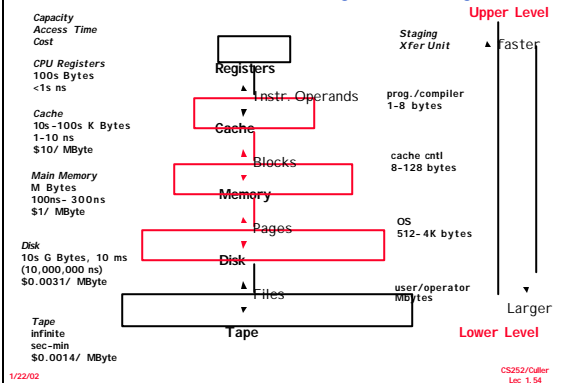 Upper Level
Capacity
Access Time
Cost
Staging
Xfer Unit
faster
CPU Registers
100s Bytes
<1s ns
Registers
Instr. Operands
prog./compiler
1-8 bytes
Cache
10s-100s K Bytes
1-10 ns
$10/ MByte
Cache
Blocks
cache cntl
8-128 bytes
Main Memory
M Bytes
100ns- 300ns
$1/ MByte
Memory
Pages
OS
512-4K bytes
Disk
10s G Bytes, 10 ms
(10,000,000 ns)
$0.0031/ MByte
Disk
Files
user/operator
Mbytes
Larger
Tape
infinite
sec-min
$0.0014/ MByte
Tape
Lower Level
1/22/02
CS252/Culler
Lec 1.54